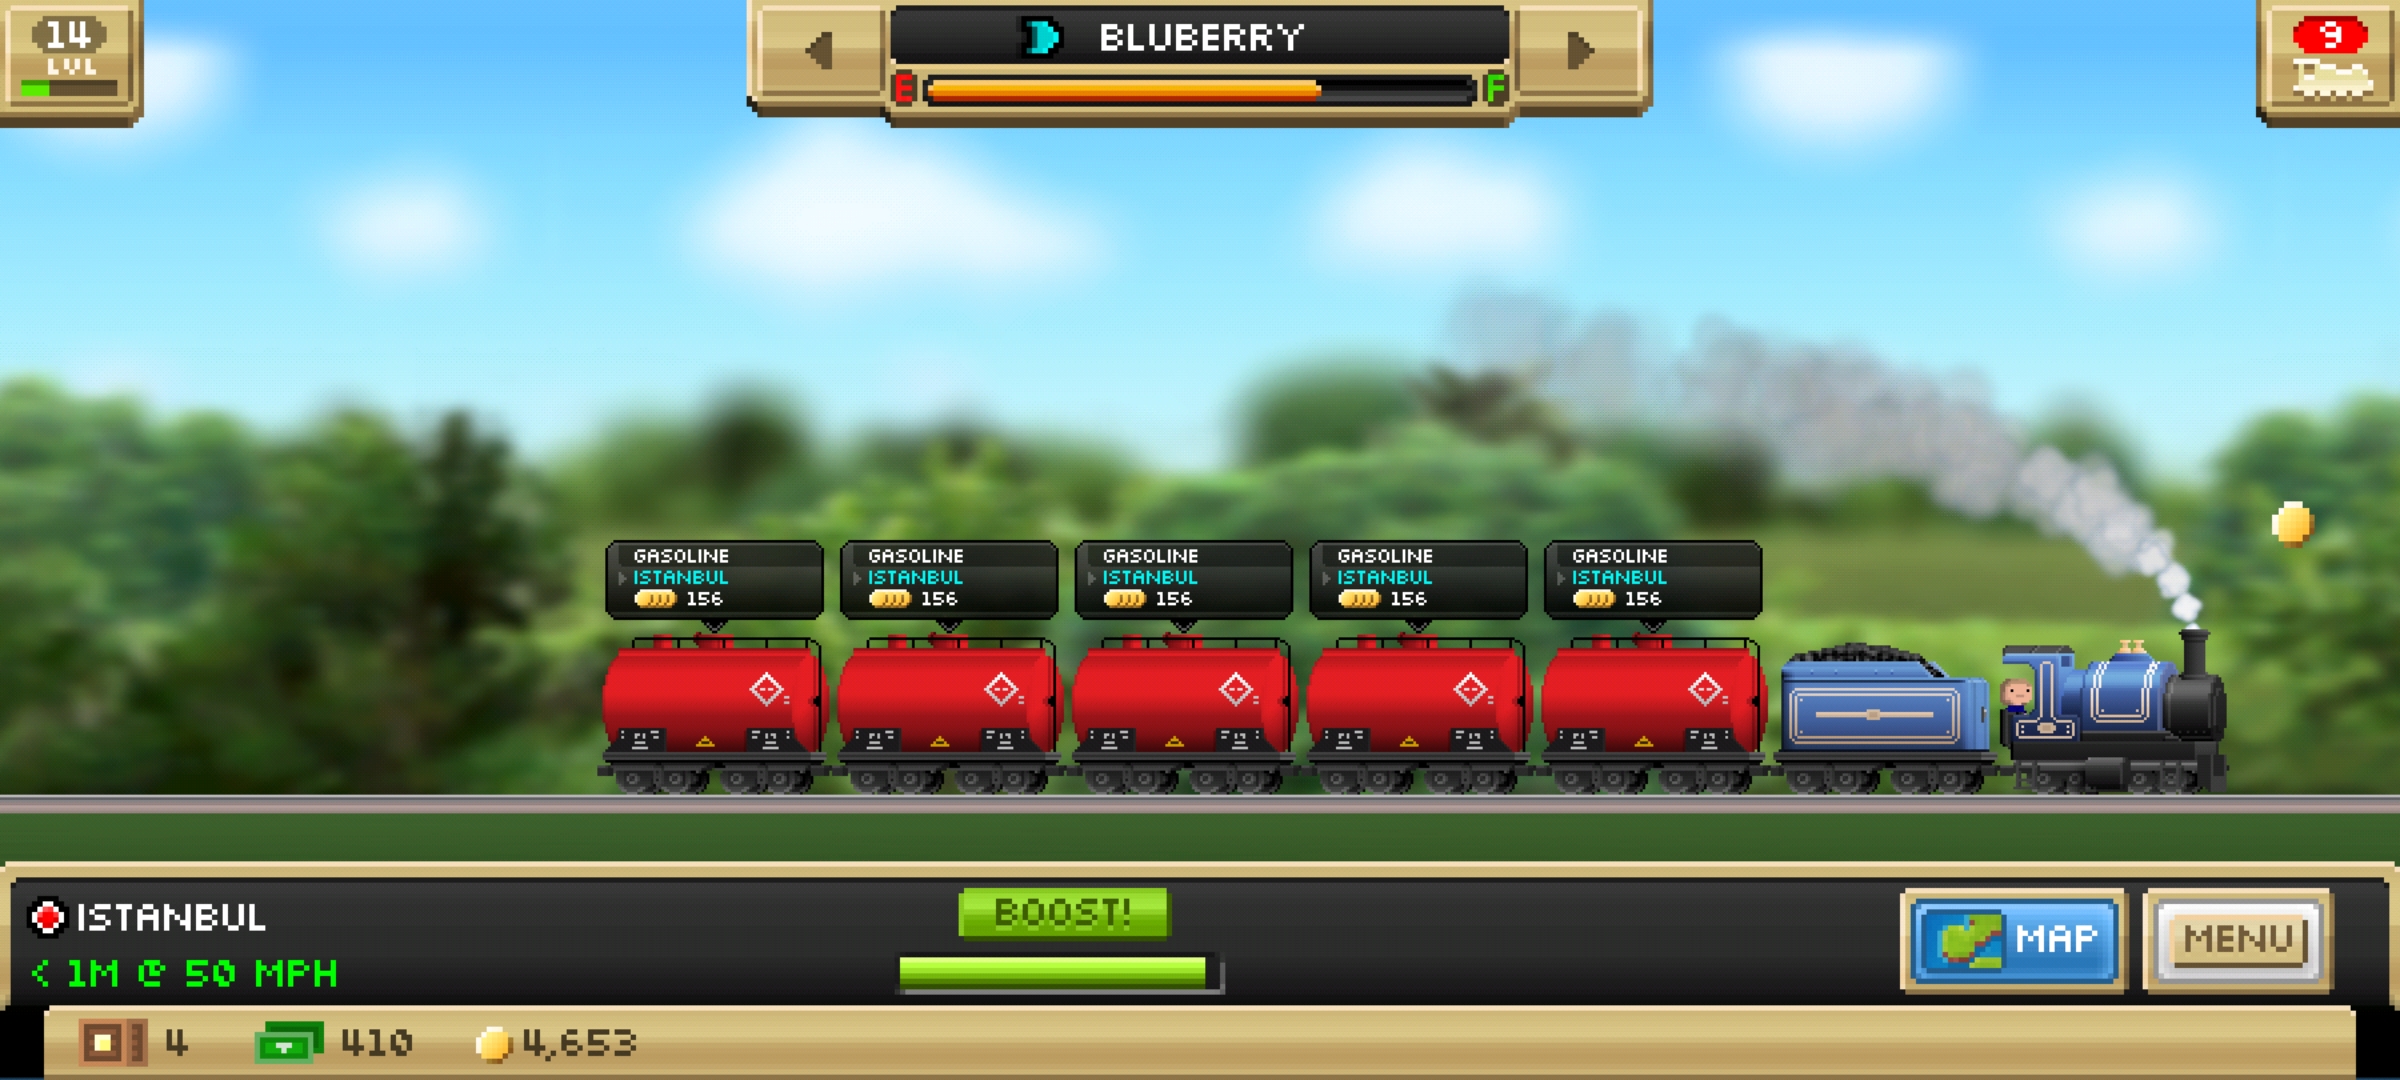 14
LVL
BLUBERRY
E
F
9
GASOLINE
ISTANBUL
156
GASOLINE
ISTANBUL
156
GASOLINE
ISTANBUL
156
GASOLINE
ISTANBUL
156
GASOLINE
ISTANBUL
156
ISTANBUL
< 1M @ 50 MPH
BOOST!
MAP
MENU
4
410
4,653